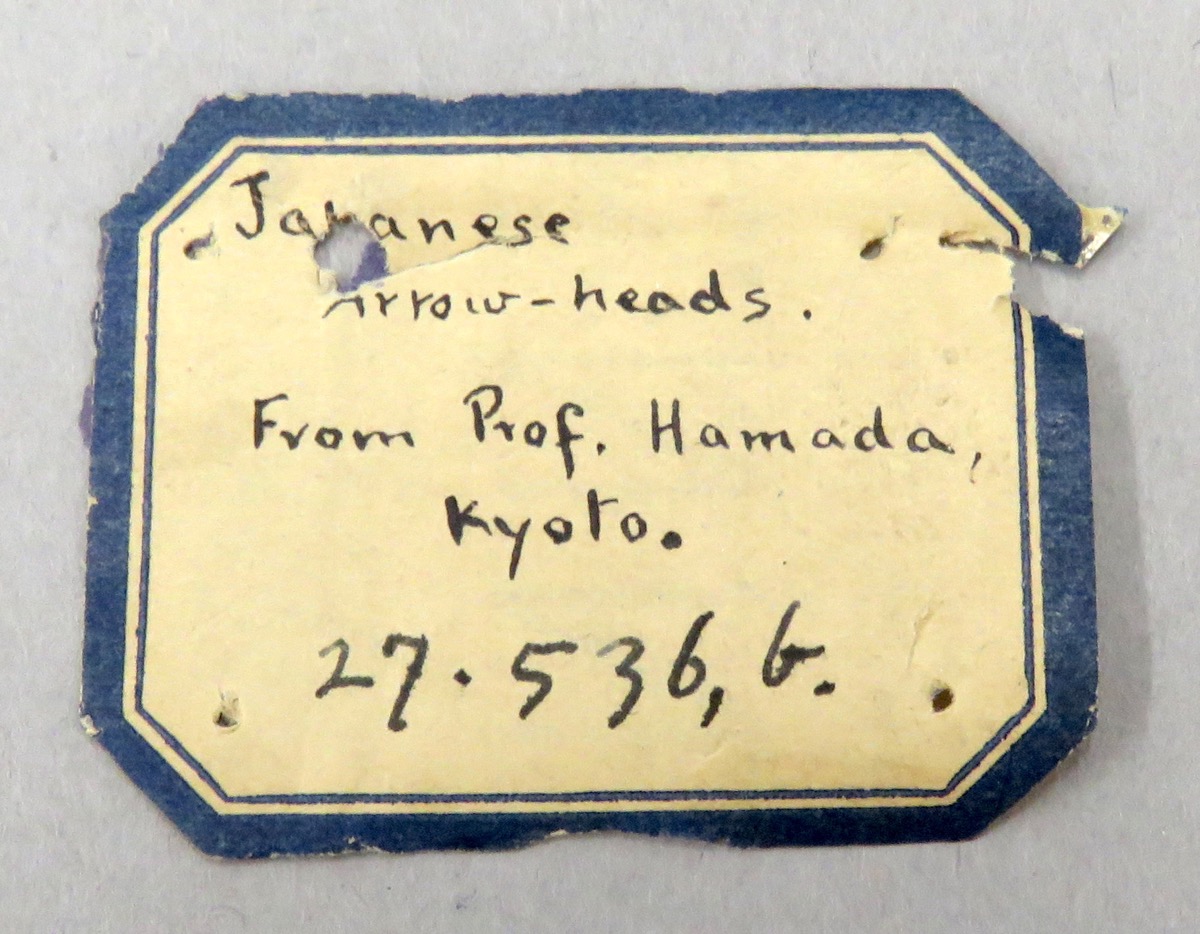 Japanese
Arrow-heads.
From Prof. Hamada,
Kyoto.
27.536,6.